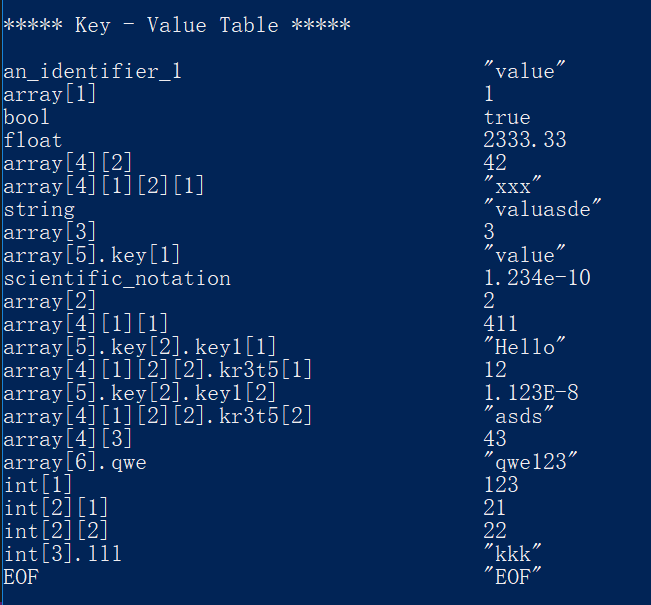 ***** Key - Value Table *****
an_identifier_1 "value"
array[1] 1
bool true
float 2333.33
array[4][2] 42
array[4][1][2][1] "xxx"
string "valuasde"
array[3] 3
array[5].key[1] "value"
scientific_notation 1.234e-10
array[2] 2
array[4][1][1] 411
array[5].key[2].key1[1] "Hello"
array[4][1][2][2].kr3t5[1] 12
array[5].key[2].key1[2] 1.123E-8
array[4][1][2][2].kr3t5[2] "asds"
array[4][3] 43
array[6].qwe "qwe123"
int[1] 123
int[2][1] 21
int[2][2] 22
int[3].lll "kkk"
EOF "EOF"